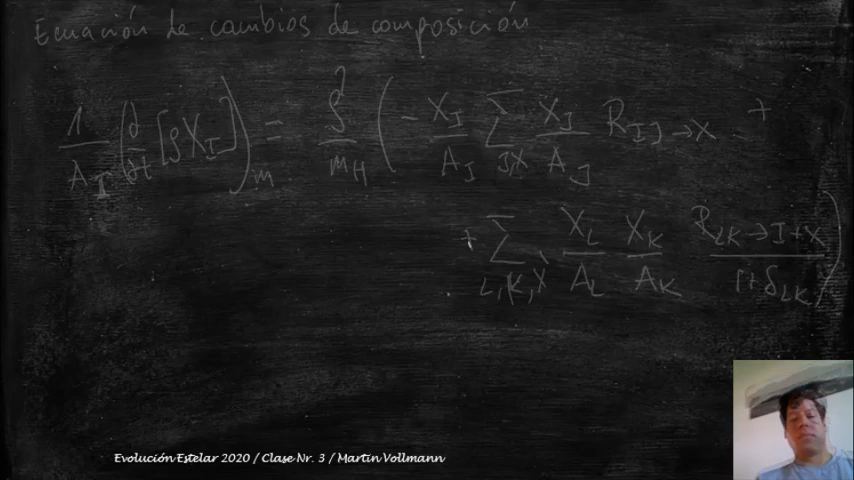 Ecuación de cambios de composición
1/A_I (∂/∂t [ρX_I])_m = ρ²/m_H ( - X_I/A_I Σ_{J,X} X_J/A_J R_{IJ→X} +
+ Σ_{L,K,X} X_L/A_L X_K/A_K R_{LK→I+X}/(1+δ_{LK}) )
Evolución Estelar 2020 / Clase Nr. 3 / Martin Vollmann